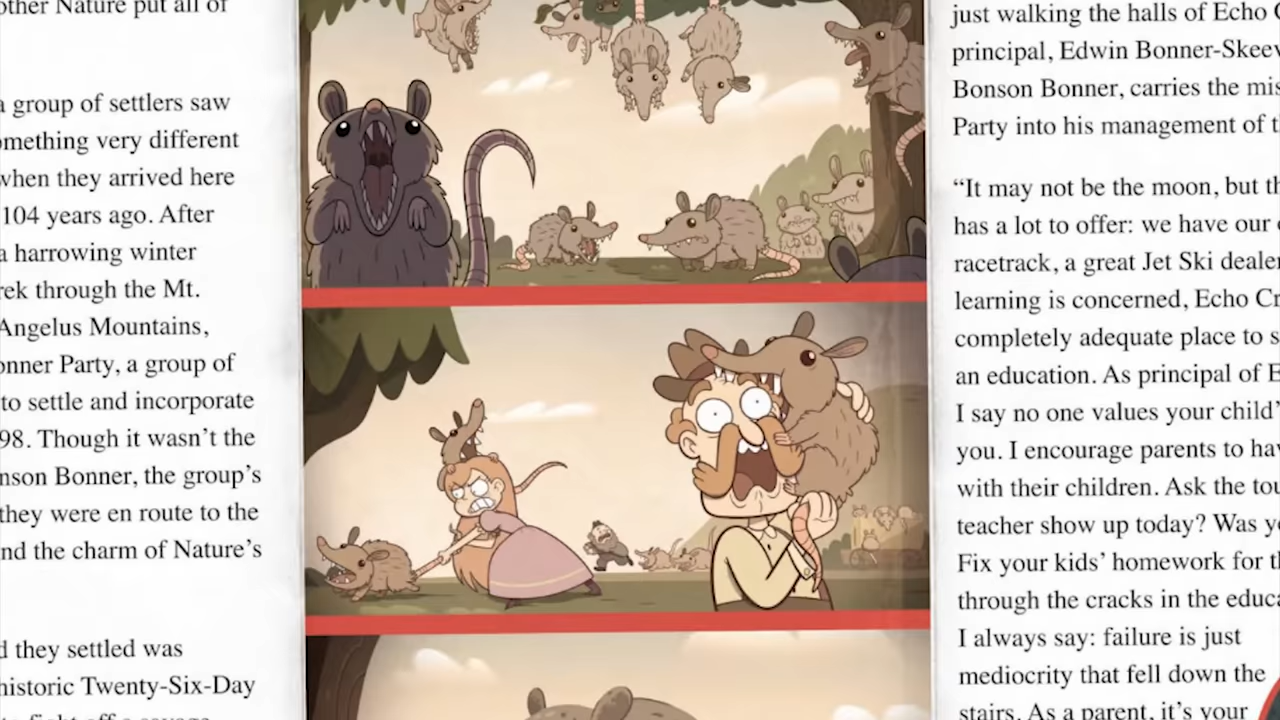 other Nature put all of
a group of settlers saw
omething very different
when they arrived here
104 years ago. After
a harrowing winter
rek through the Mt.
Angelus Mountains,
onner Party, a group of
to settle and incorporate
98. Though it wasn't the
nson Bonner, the group's
they were en route to the
nd the charm of Nature's
d they settled was
historic Twenty-Six-Day
just walking the halls of Echo C
principal, Edwin Bonner-Skeev
Bonson Bonner, carries the mis
Party into his management of t
“It may not be the moon, but th
has a lot to offer: we have our
racetrack, a great Jet Ski dealer
learning is concerned, Echo Cr
completely adequate place to s
an education. As principal of E
I say no one values your child'
you. I encourage parents to hav
with their children. Ask the tou
teacher show up today? Was yo
Fix your kids' homework for th
through the cracks in the educa
I always say: failure is just
mediocrity that fell down the
stairs. As a parent, it's your